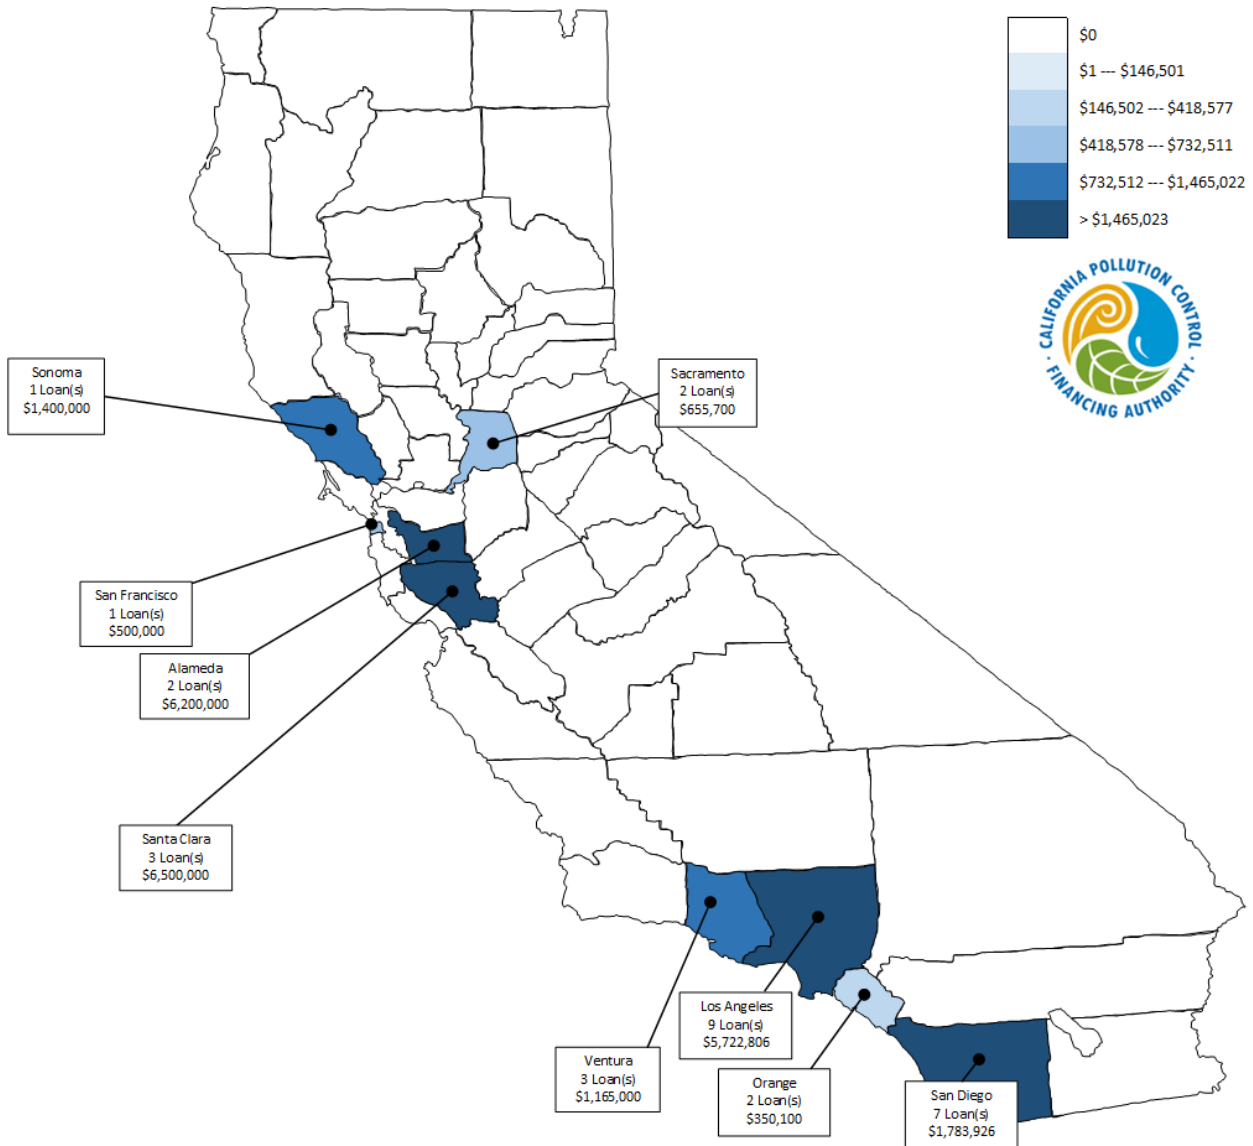 $0
$1 --- $146,501
$146,502 --- $418,577
$418,578 --- $732,511
$732,512 --- $1,465,022
> $1,465,023
CALIFORNIA POLLUTION CONTROL
· FINANCING AUTHORITY ·
Sonoma
1 Loan(s)
$1,400,000
Sacramento
2 Loan(s)
$655,700
San Francisco
1 Loan(s)
$500,000
Alameda
2 Loan(s)
$6,200,000
Santa Clara
3 Loan(s)
$6,500,000
Los Angeles
9 Loan(s)
$5,722,806
Ventura
3 Loan(s)
$1,165,000
Orange
2 Loan(s)
$350,100
San Diego
7 Loan(s)
$1,783,926